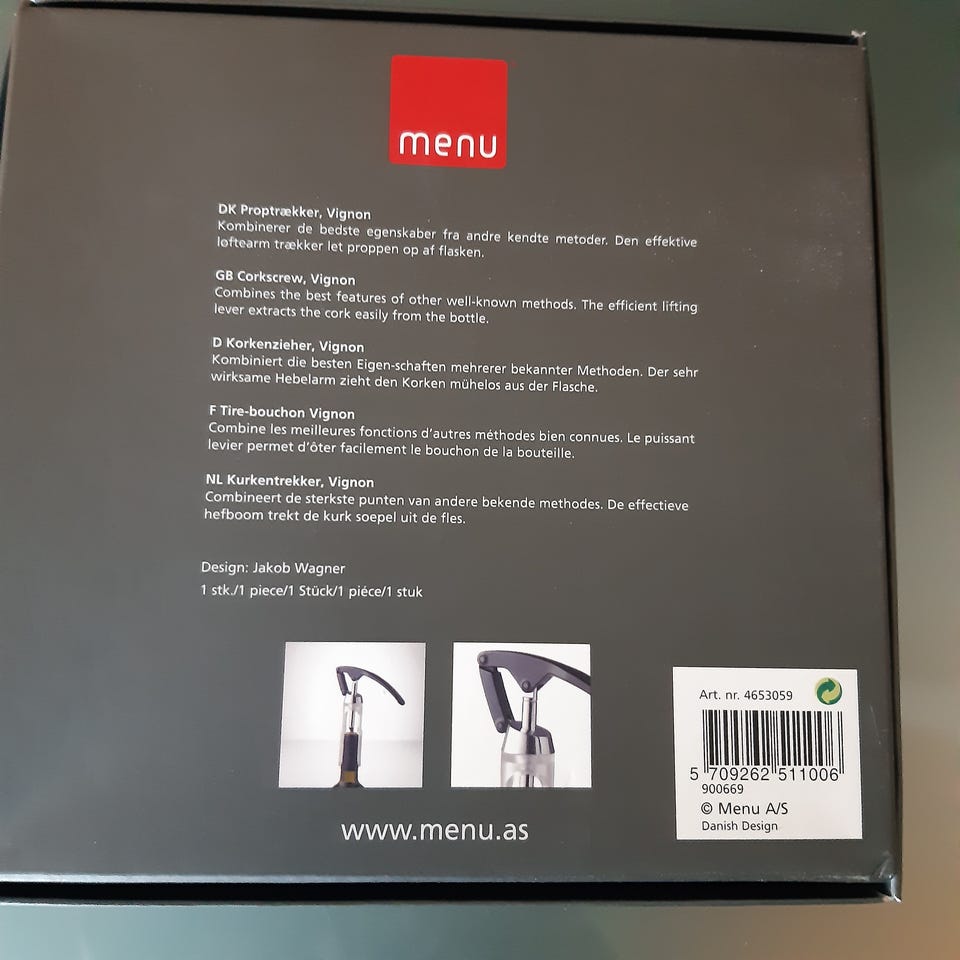 menu
DK Proptrækker, Vignon
Kombinerer de bedste egenskaber fra andre kendte metoder. Den effektive
løftearm trækker let proppen op af flasken.
GB Corkscrew, Vignon
Combines the best features of other well-known methods. The efficient lifting
lever extracts the cork easily from the bottle.
D Korkenzieher, Vignon
Kombiniert die besten Eigen-schaften mehrerer bekannter Methoden. Der sehr
wirksame Hebelarm zieht den Korken mühelos aus der Flasche.
F Tire-bouchon Vignon
Combine les meilleures fonctions d'autres méthodes bien connues. Le puissant
levier permet d'ôter facilement le bouchon de la bouteille.
NL Kurkentrekker, Vignon
Combineert de sterkste punten van andere bekende methodes. De effectieve
hefboom trekt de kurk soepel uit de fles.
Design: Jakob Wagner
1 stk./1 piece/1 Stück/1 piéce/1 stuk
Art. nr. 4653059
5 709262 511006
900669
© Menu A/S
Danish Design
www.menu.as